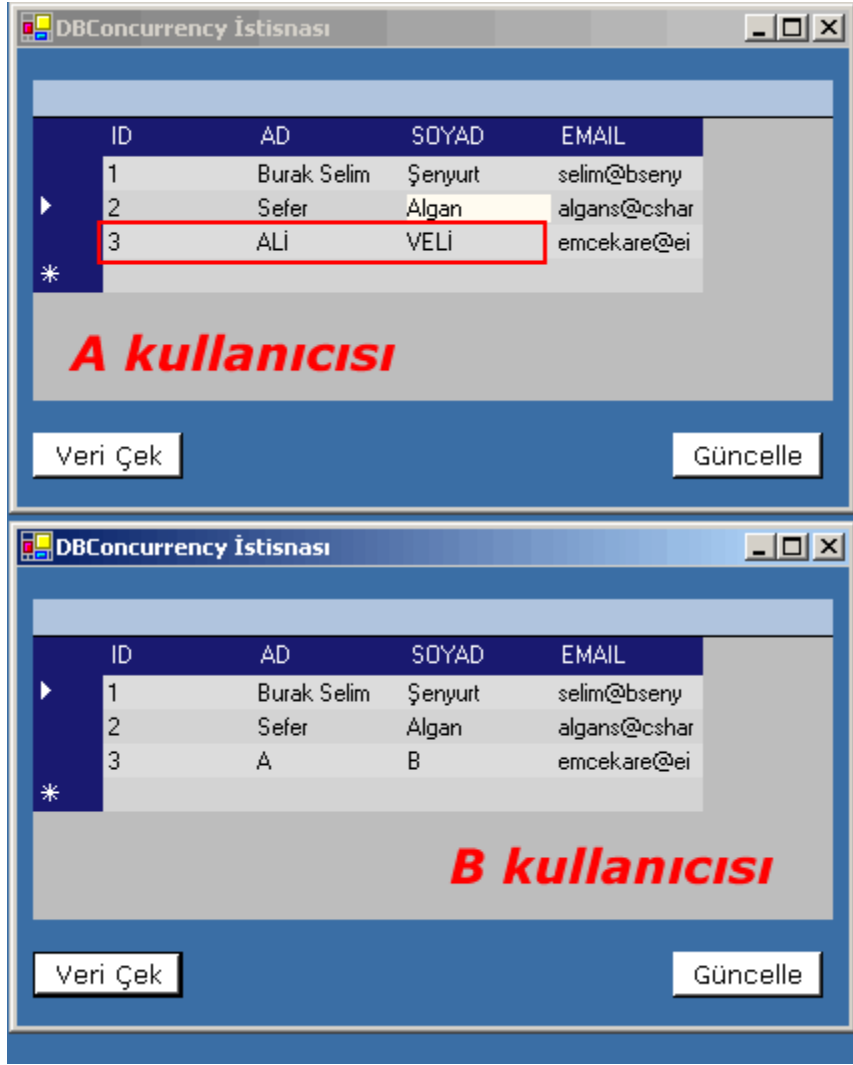 DBConcurrency İstisnası
ID AD SOYAD EMAIL
1 Burak Selim Şenyurt selim@bseny
2 Sefer Algan algans@cshar
3 ALİ VELİ emcekare@ei
A kullanıcısı
Veri Çek Güncelle
DBConcurrency İstisnası
ID AD SOYAD EMAIL
1 Burak Selim Şenyurt selim@bseny
2 Sefer Algan algans@cshar
3 A B emcekare@ei
B kullanıcısı
Veri Çek Güncelle